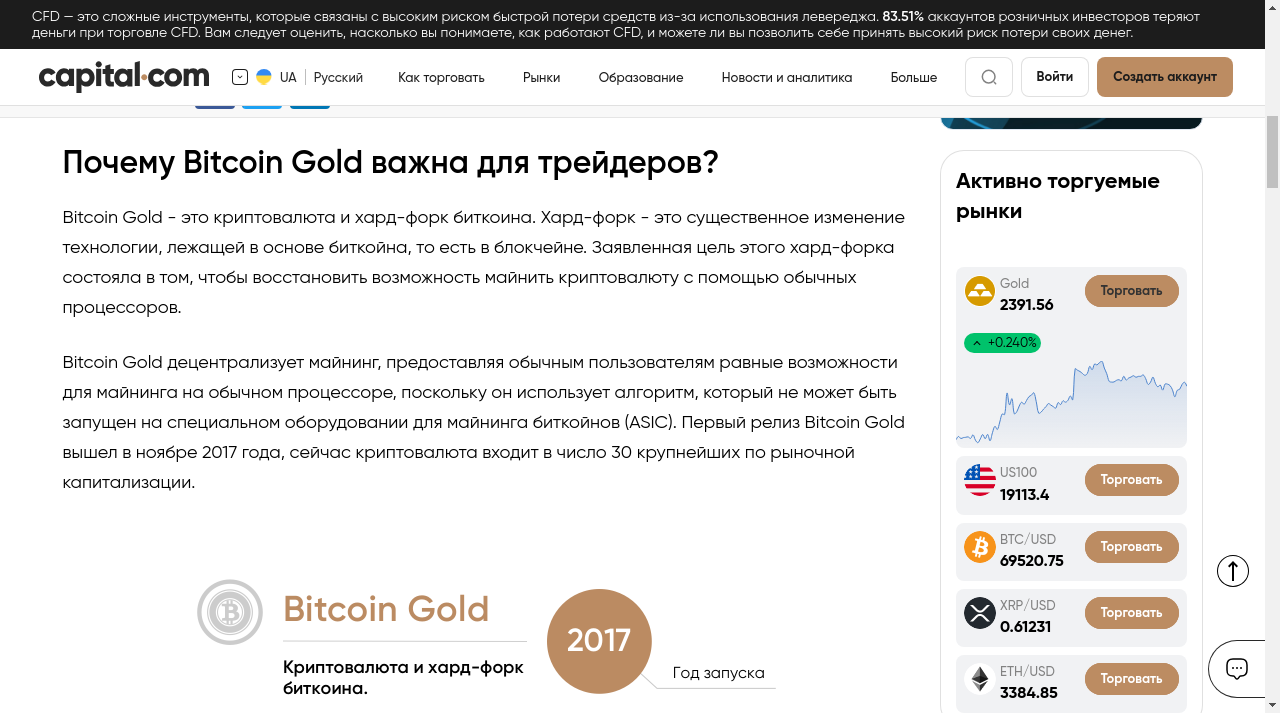 CFD — это сложные инструменты, которые связаны с высоким риском быстрой потери средств из-за использования левереджа. 83.51% аккаунтов розничных инвесторов теряют
деньги при торговле CFD. Вам следует оценить, насколько вы понимаете, как работают CFD, и можете ли вы позволить себе принять высокий риск потери своих денег.
capital.com
UA | Русский
Как торговать
Рынки
Образование
Новости и аналитика
Больше
Войти
Создать аккаунт
Почему Bitcoin Gold важна для трейдеров?
Bitcoin Gold - это криптовалюта и хард-форк биткоина. Хард-форк - это существенное изменение
технологии, лежащей в основе биткойна, то есть в блокчейне. Заявленная цель этого хард-форка
состояла в том, чтобы восстановить возможность майнить криптовалюту с помощью обычных
процессоров.
Bitcoin Gold децентрализует майнинг, предоставляя обычным пользователям равные возможности
для майнинга на обычном процессоре, поскольку он использует алгоритм, который не может быть
запущен на специальном оборудовании для майнинга биткойнов (ASIC). Первый релиз Bitcoin Gold
вышел в ноябре 2017 года, сейчас криптовалюта входит в число 30 крупнейших по рыночной
капитализации.
Bitcoin Gold
Криптовалюта и хард-форк
биткоина.
2017
Год запуска
Активно торгуемые
рынки
Gold
2391.56
Торговать
+0.240%
US100
19113.4
Торговать
BTC/USD
69520.75
Торговать
XRP/USD
0.61231
Торговать
ETH/USD
3384.85
Торговать